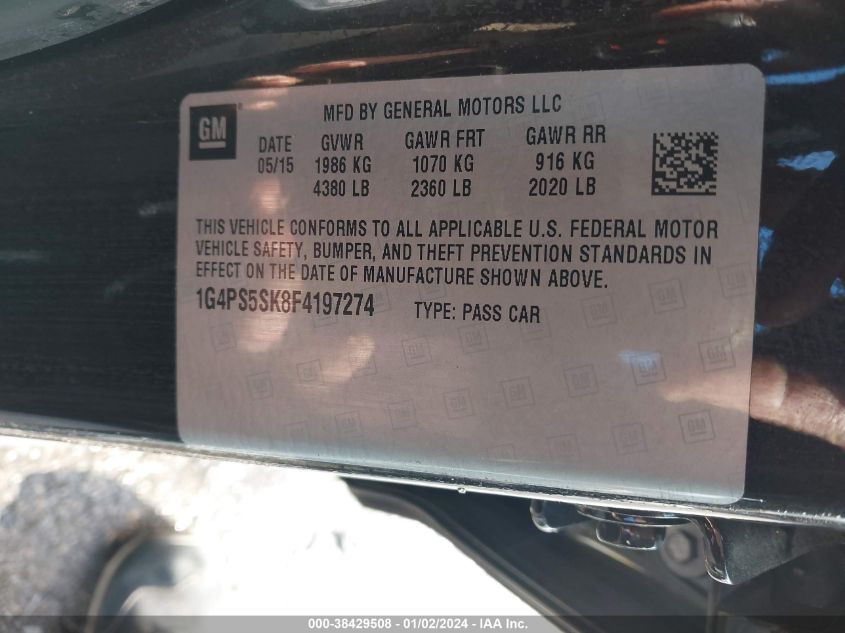 GM® MFD BY GENERAL MOTORS LLC
DATE GVWR GAWR FRT GAWR RR
05/15 1986 KG 1070 KG 916 KG
4380 LB 2360 LB 2020 LB
THIS VEHICLE CONFORMS TO ALL APPLICABLE U.S. FEDERAL MOTOR
VEHICLE SAFETY, BUMPER, AND THEFT PREVENTION STANDARDS IN
EFFECT ON THE DATE OF MANUFACTURE SHOWN ABOVE.
1G4PS5SK8F4197274 TYPE: PASS CAR
000-38429508 - 01/02/2024 - IAA Inc.